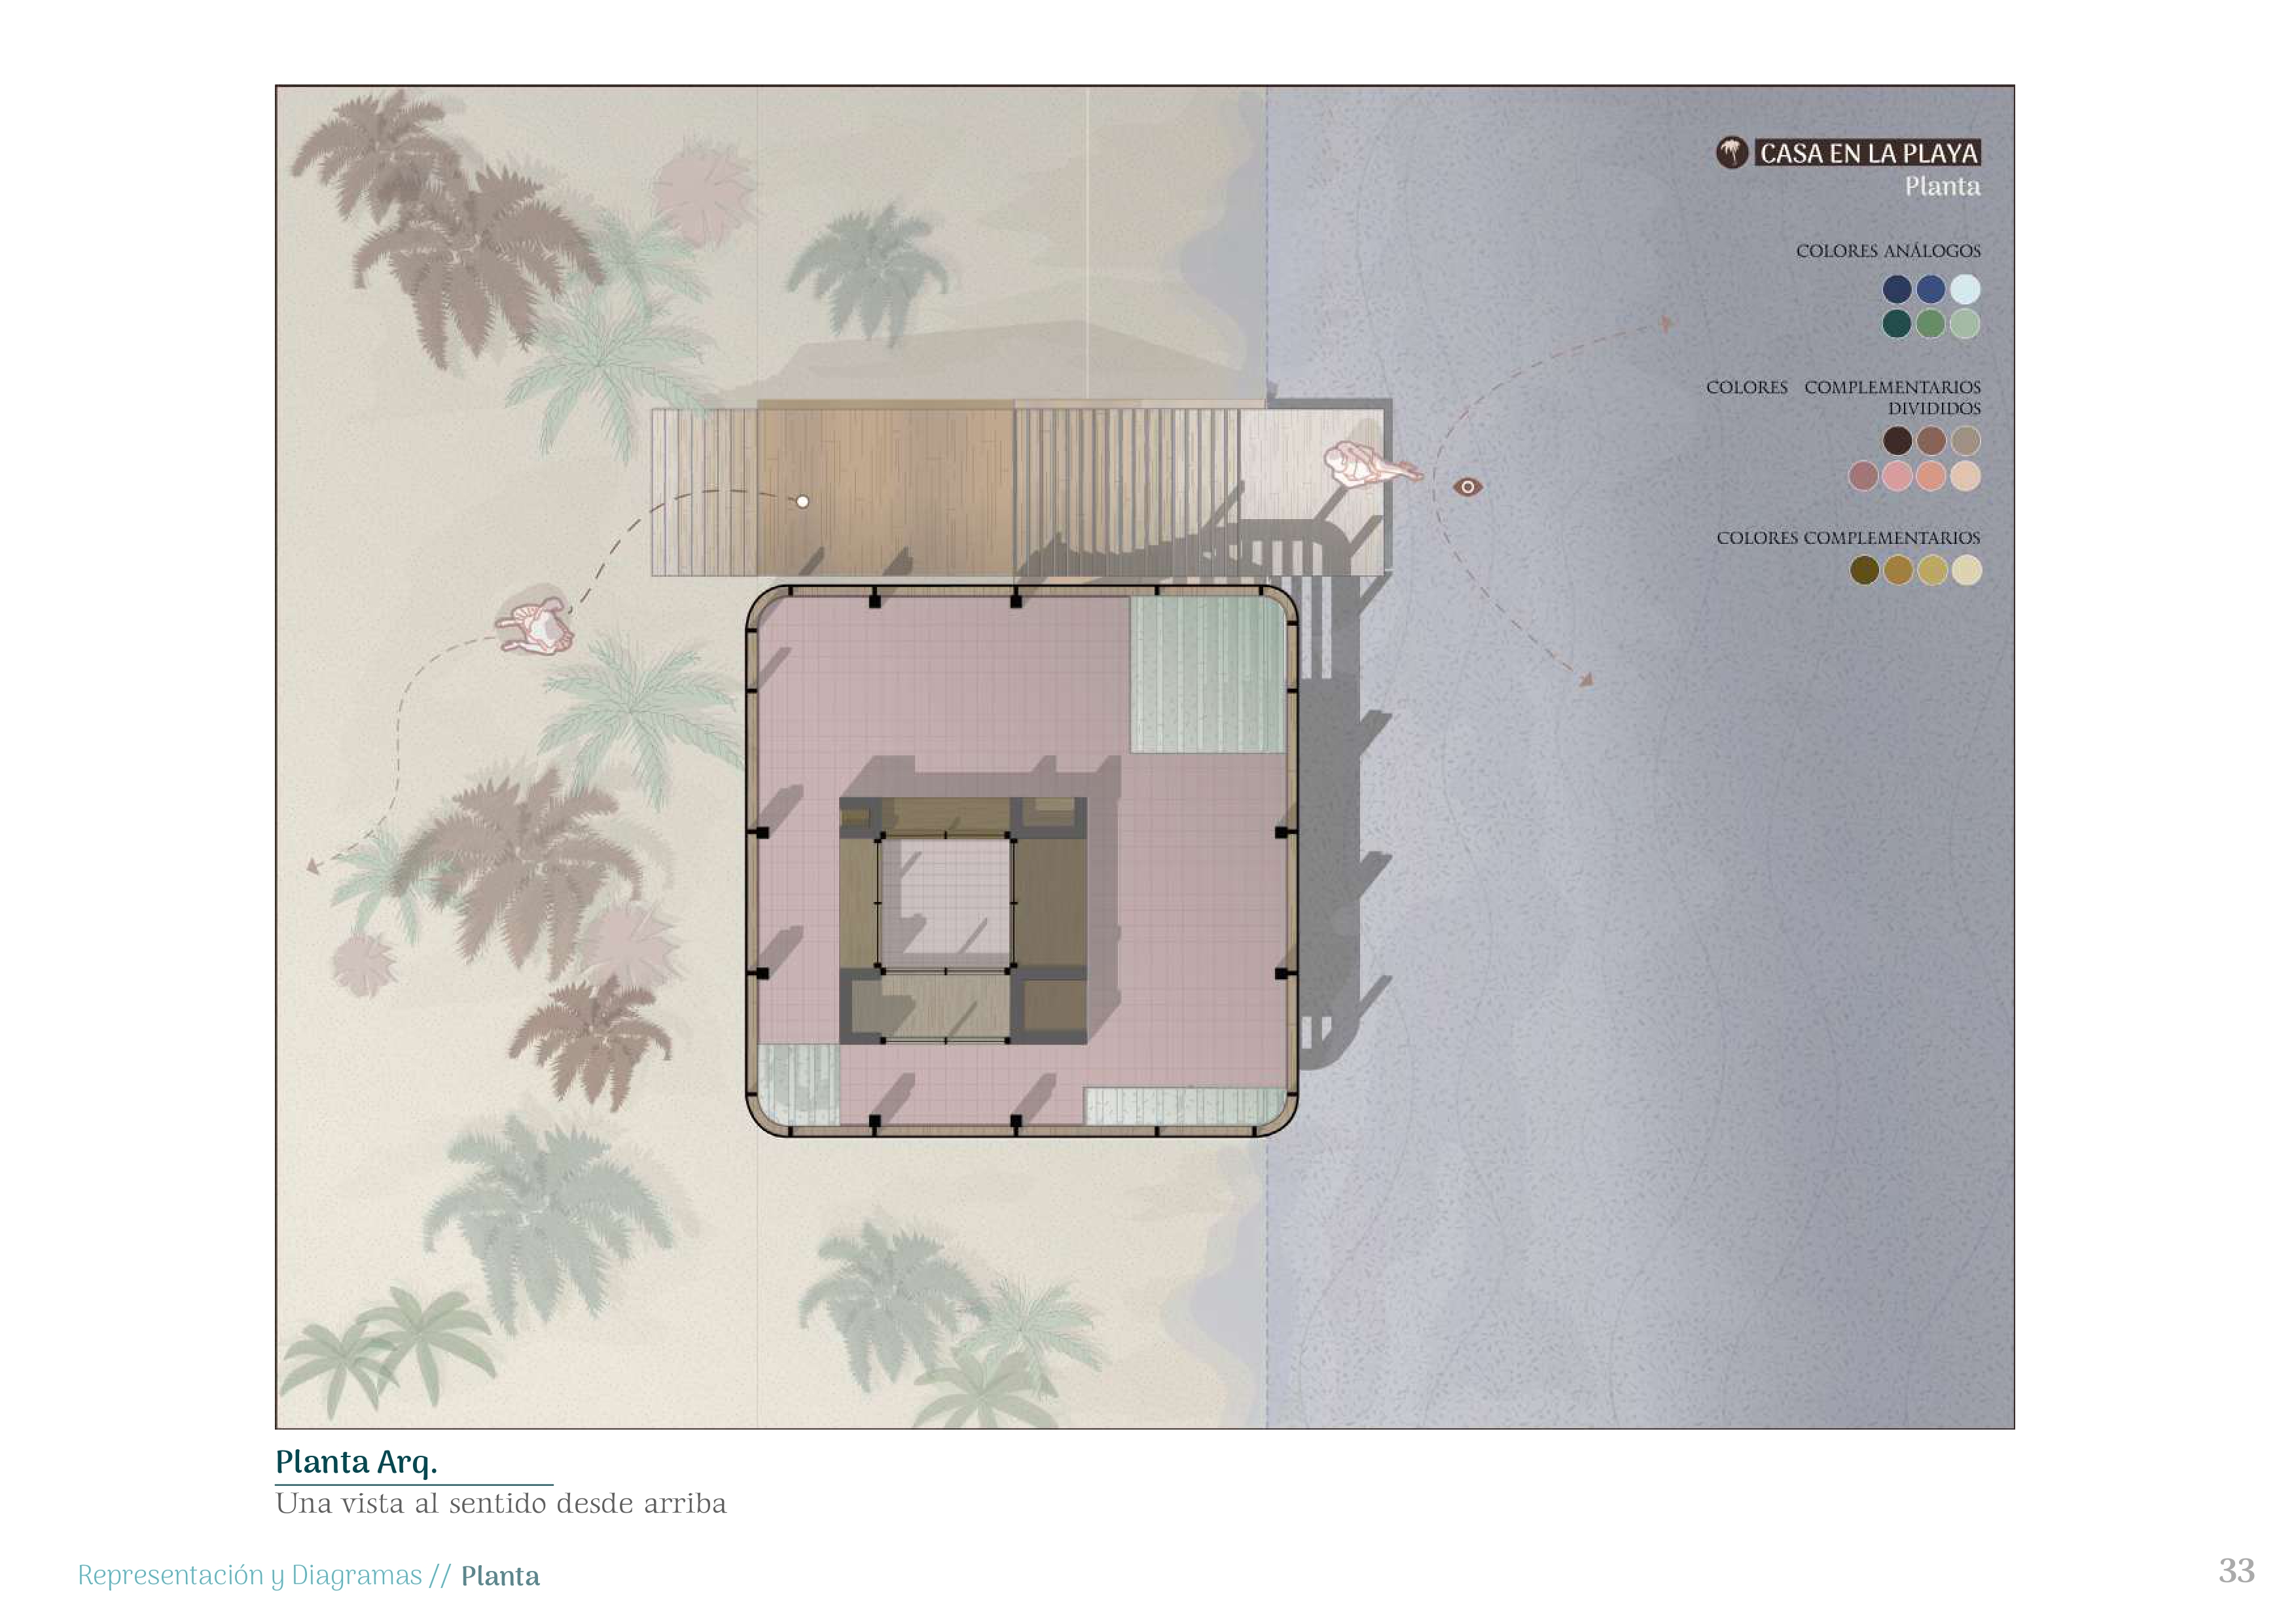 CASA EN LA PLAYA
Planta
COLORES ANÁLOGOS
COLORES COMPLEMENTARIOS
DIVIDIDOS
COLORES COMPLEMENTARIOS
Planta Arq.
Una vista al sentido desde arriba
Representación y Diagramas // Planta
33